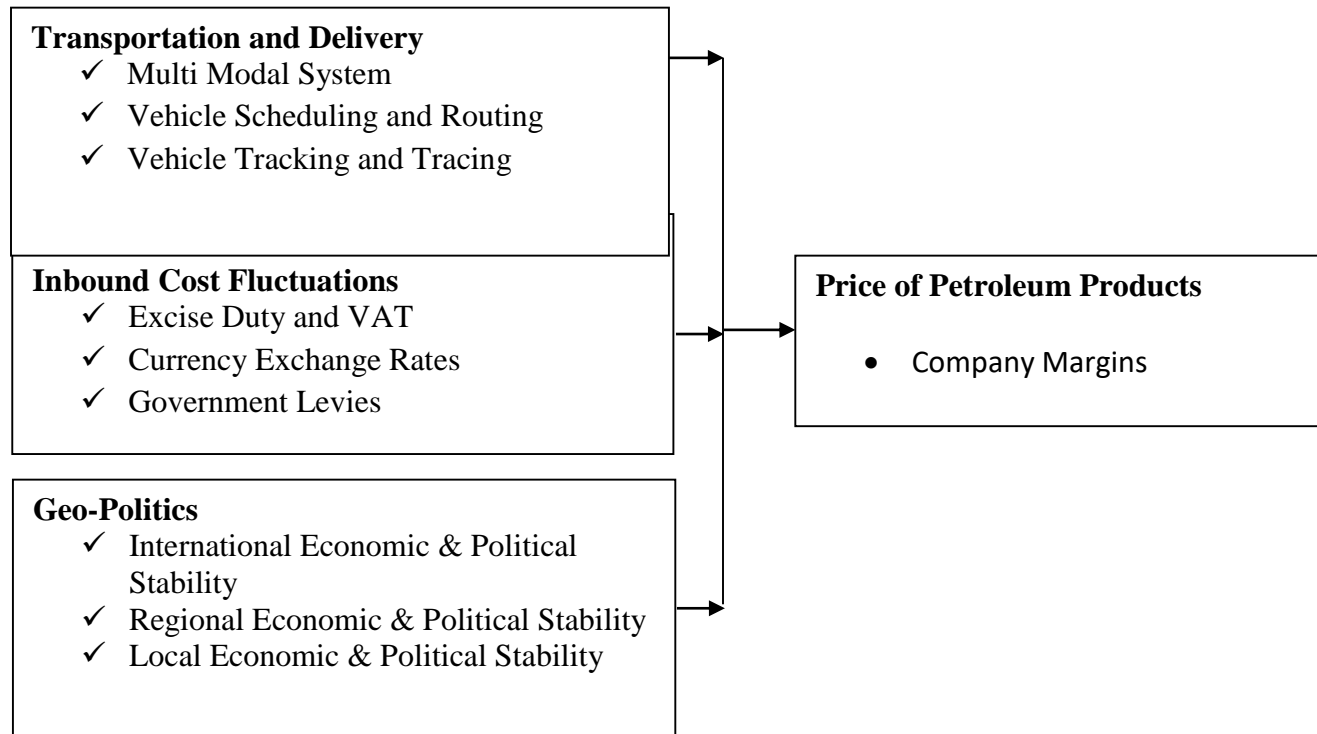 Transportation and Delivery
✓ Multi Modal System
✓ Vehicle Scheduling and Routing
✓ Vehicle Tracking and Tracing
Inbound Cost Fluctuations
✓ Excise Duty and VAT
✓ Currency Exchange Rates
✓ Government Levies
Geo-Politics
✓ International Economic & Political
Stability
✓ Regional Economic & Political Stability
✓ Local Economic & Political Stability
Price of Petroleum Products
• Company Margins